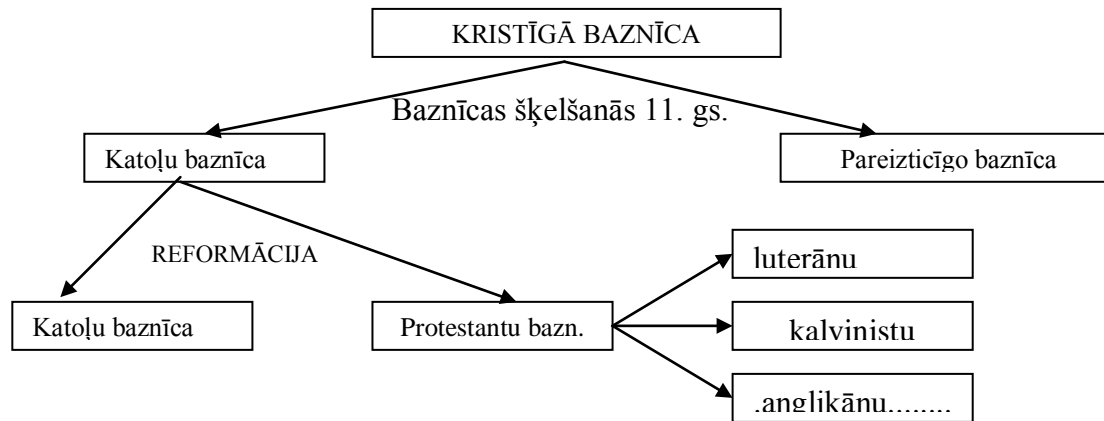 KRISTĪGĀ BAZNĪCA
Baznīcas šķelšanās 11. gs.
Katoļu baznīca
Pareizticīgo baznīca
REFORMĀCIJA
luterānu
Katoļu baznīca
Protestantu bazn.
kalvinistu
.anglikānu........